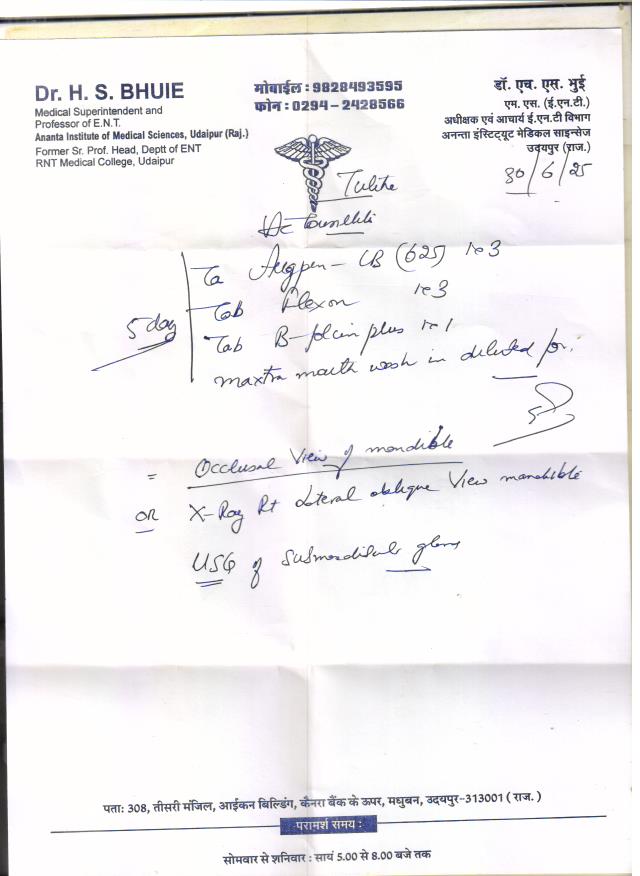 Dr. H. S. BHUIE
Medical Superintendent and
Professor of E.N.T.
Ananta Institute of Medical Sciences, Udaipur (Raj.)
Former Sr. Prof. Head, Deptt of ENT
RNT Medical College, Udaipur
मोबाईल : 9828493595
फोन : 0294-2428566
डॉ. एच. एस. भुई
एम. एस. (ई.एन.टी.)
अधीक्षक एवं आचार्य ई.एन.टी विभाग
अनन्ता इंस्टिट्यूट मेडिकल साइन्सेज
उदयपुर (राज.)
30/6/25
Ac
Augpen - LB (625) 1x3
Tab Flexon 1x3
Tab B-folcin plus 1x1
5 day
maxtra mouth wash in diluted for.
5D
= Occlusal View of mandible
OR X-Ray Rt Lateral oblique View mandible
USG of
पता: 308, तीसरी मंजिल, आईकन बिल्डिंग, कैनरा बैंक के ऊपर, मधुबन, उदयपुर-313001 ( राज. )
परामर्श समय :
सोमवार से शनिवार : सायं 5.00 से 8.00 बजे तक